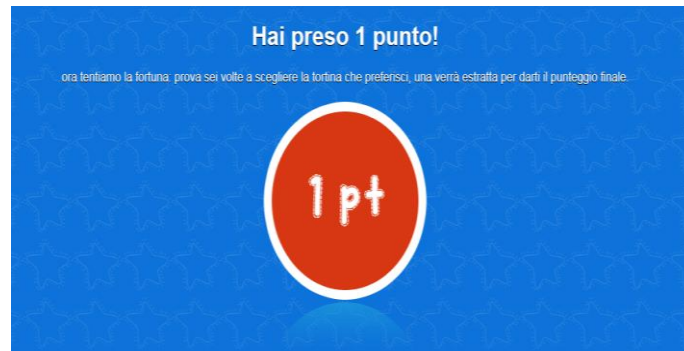 Hai preso 1 punto!
ora tentiamo la fortuna: prova sei volte a scegliere la tortina che preferisci, una verrà estratta per darti il punteggio finale
1 pt